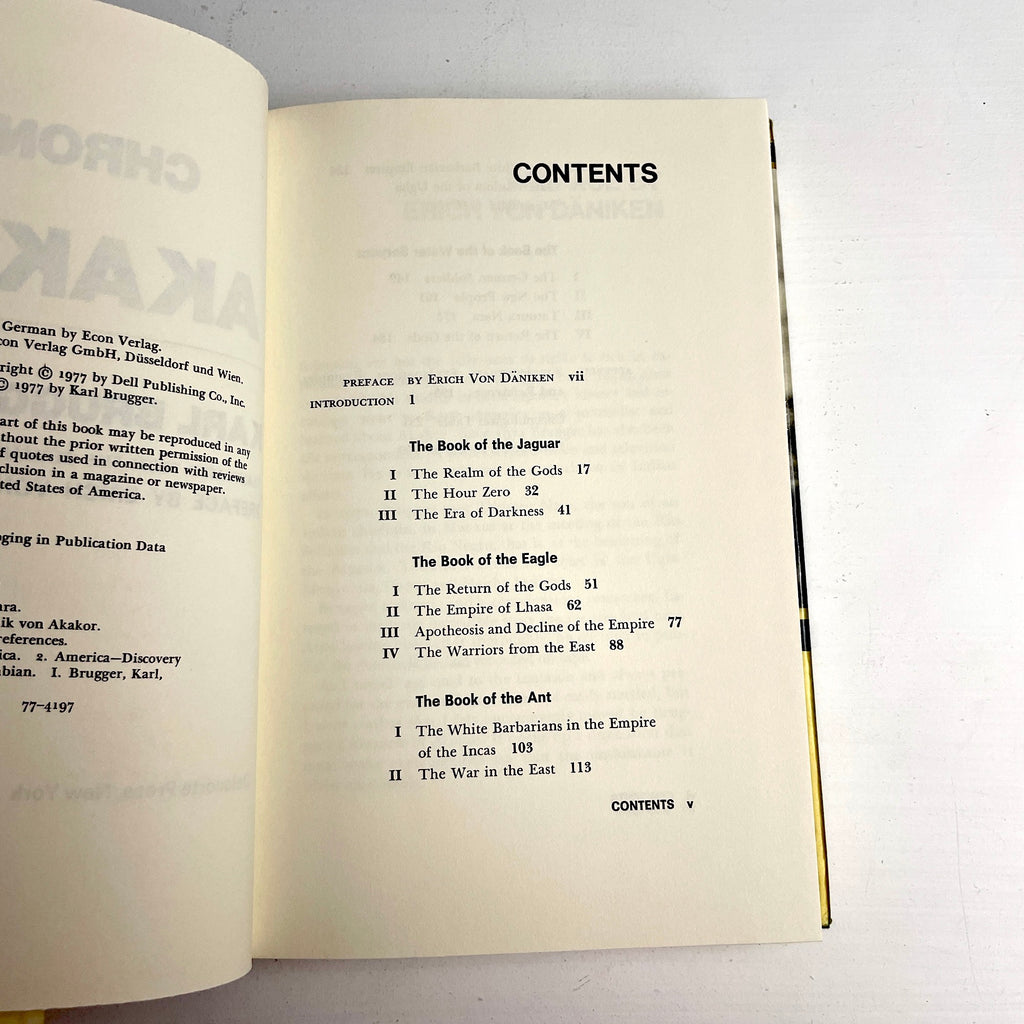 German by Econ Verlag.
con Verlag GmbH, Düsseldorf und Wien.
right © 1977 by Dell Publishing Co., Inc.
© 1977 by Karl Brugger.
art of this book may be reproduced in any
thout the prior written permission of the
f quotes used in connection with reviews
clusion in a magazine or newspaper.
ted States of America.
ging in Publication Data
ara.
ik von Akakor.
references.
ica. 2. America—Discovery
bian. I. Brugger, Karl,
77-4197
CONTENTS
PREFACE BY ERICH VON DÄNIKEN vii
INTRODUCTION 1
The Book of the Jaguar
I The Realm of the Gods 17
II The Hour Zero 32
III The Era of Darkness 41
The Book of the Eagle
I The Return of the Gods 51
II The Empire of Lhasa 62
III Apotheosis and Decline of the Empire 77
IV The Warriors from the East 88
The Book of the Ant
I The White Barbarians in the Empire
of the Incas 103
II The War in the East 113
CONTENTS v